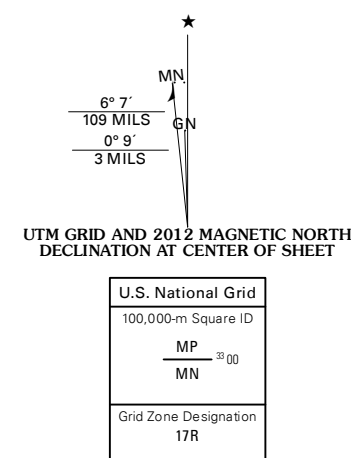 ★
MN
6° 7´
109 MILS
GN
0° 9´
3 MILS
UTM GRID AND 2012 MAGNETIC NORTH
DECLINATION AT CENTER OF SHEET
U.S. National Grid
100,000-m Square ID
MP
33 00
MN
Grid Zone Designation
17R